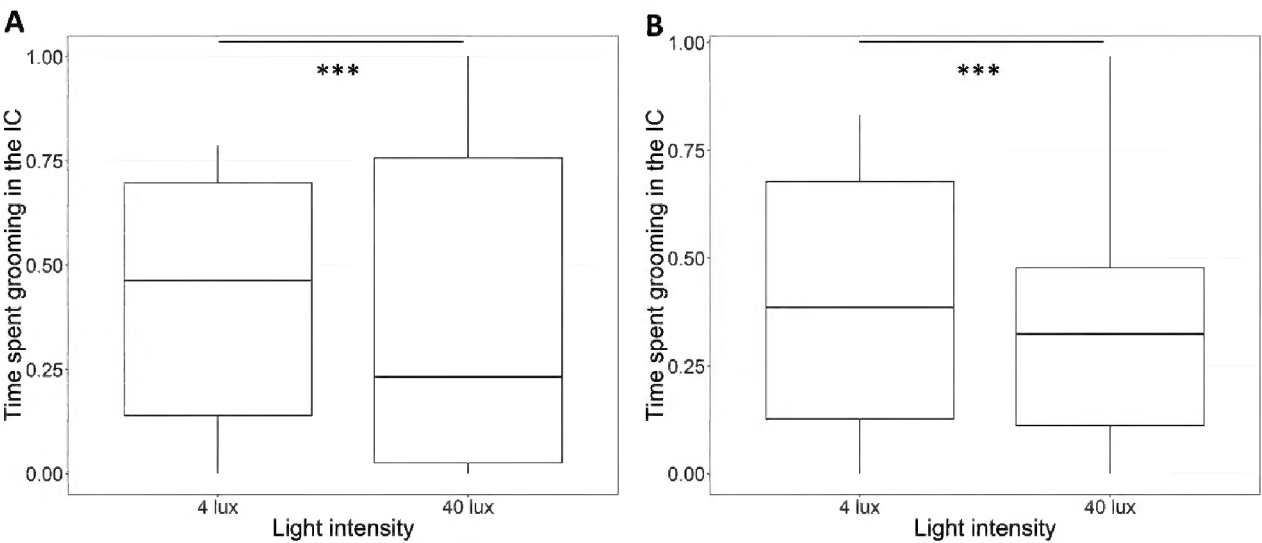 A
Time spent grooming in the IC
1.00
0.75
0.50
0.25
0.00
***
4 lux
40 lux
Light intensity
B
Time spent grooming in the IC
1.00
0.75
0.50
0.25
0.00
***
4 lux
40 lux
Light intensity